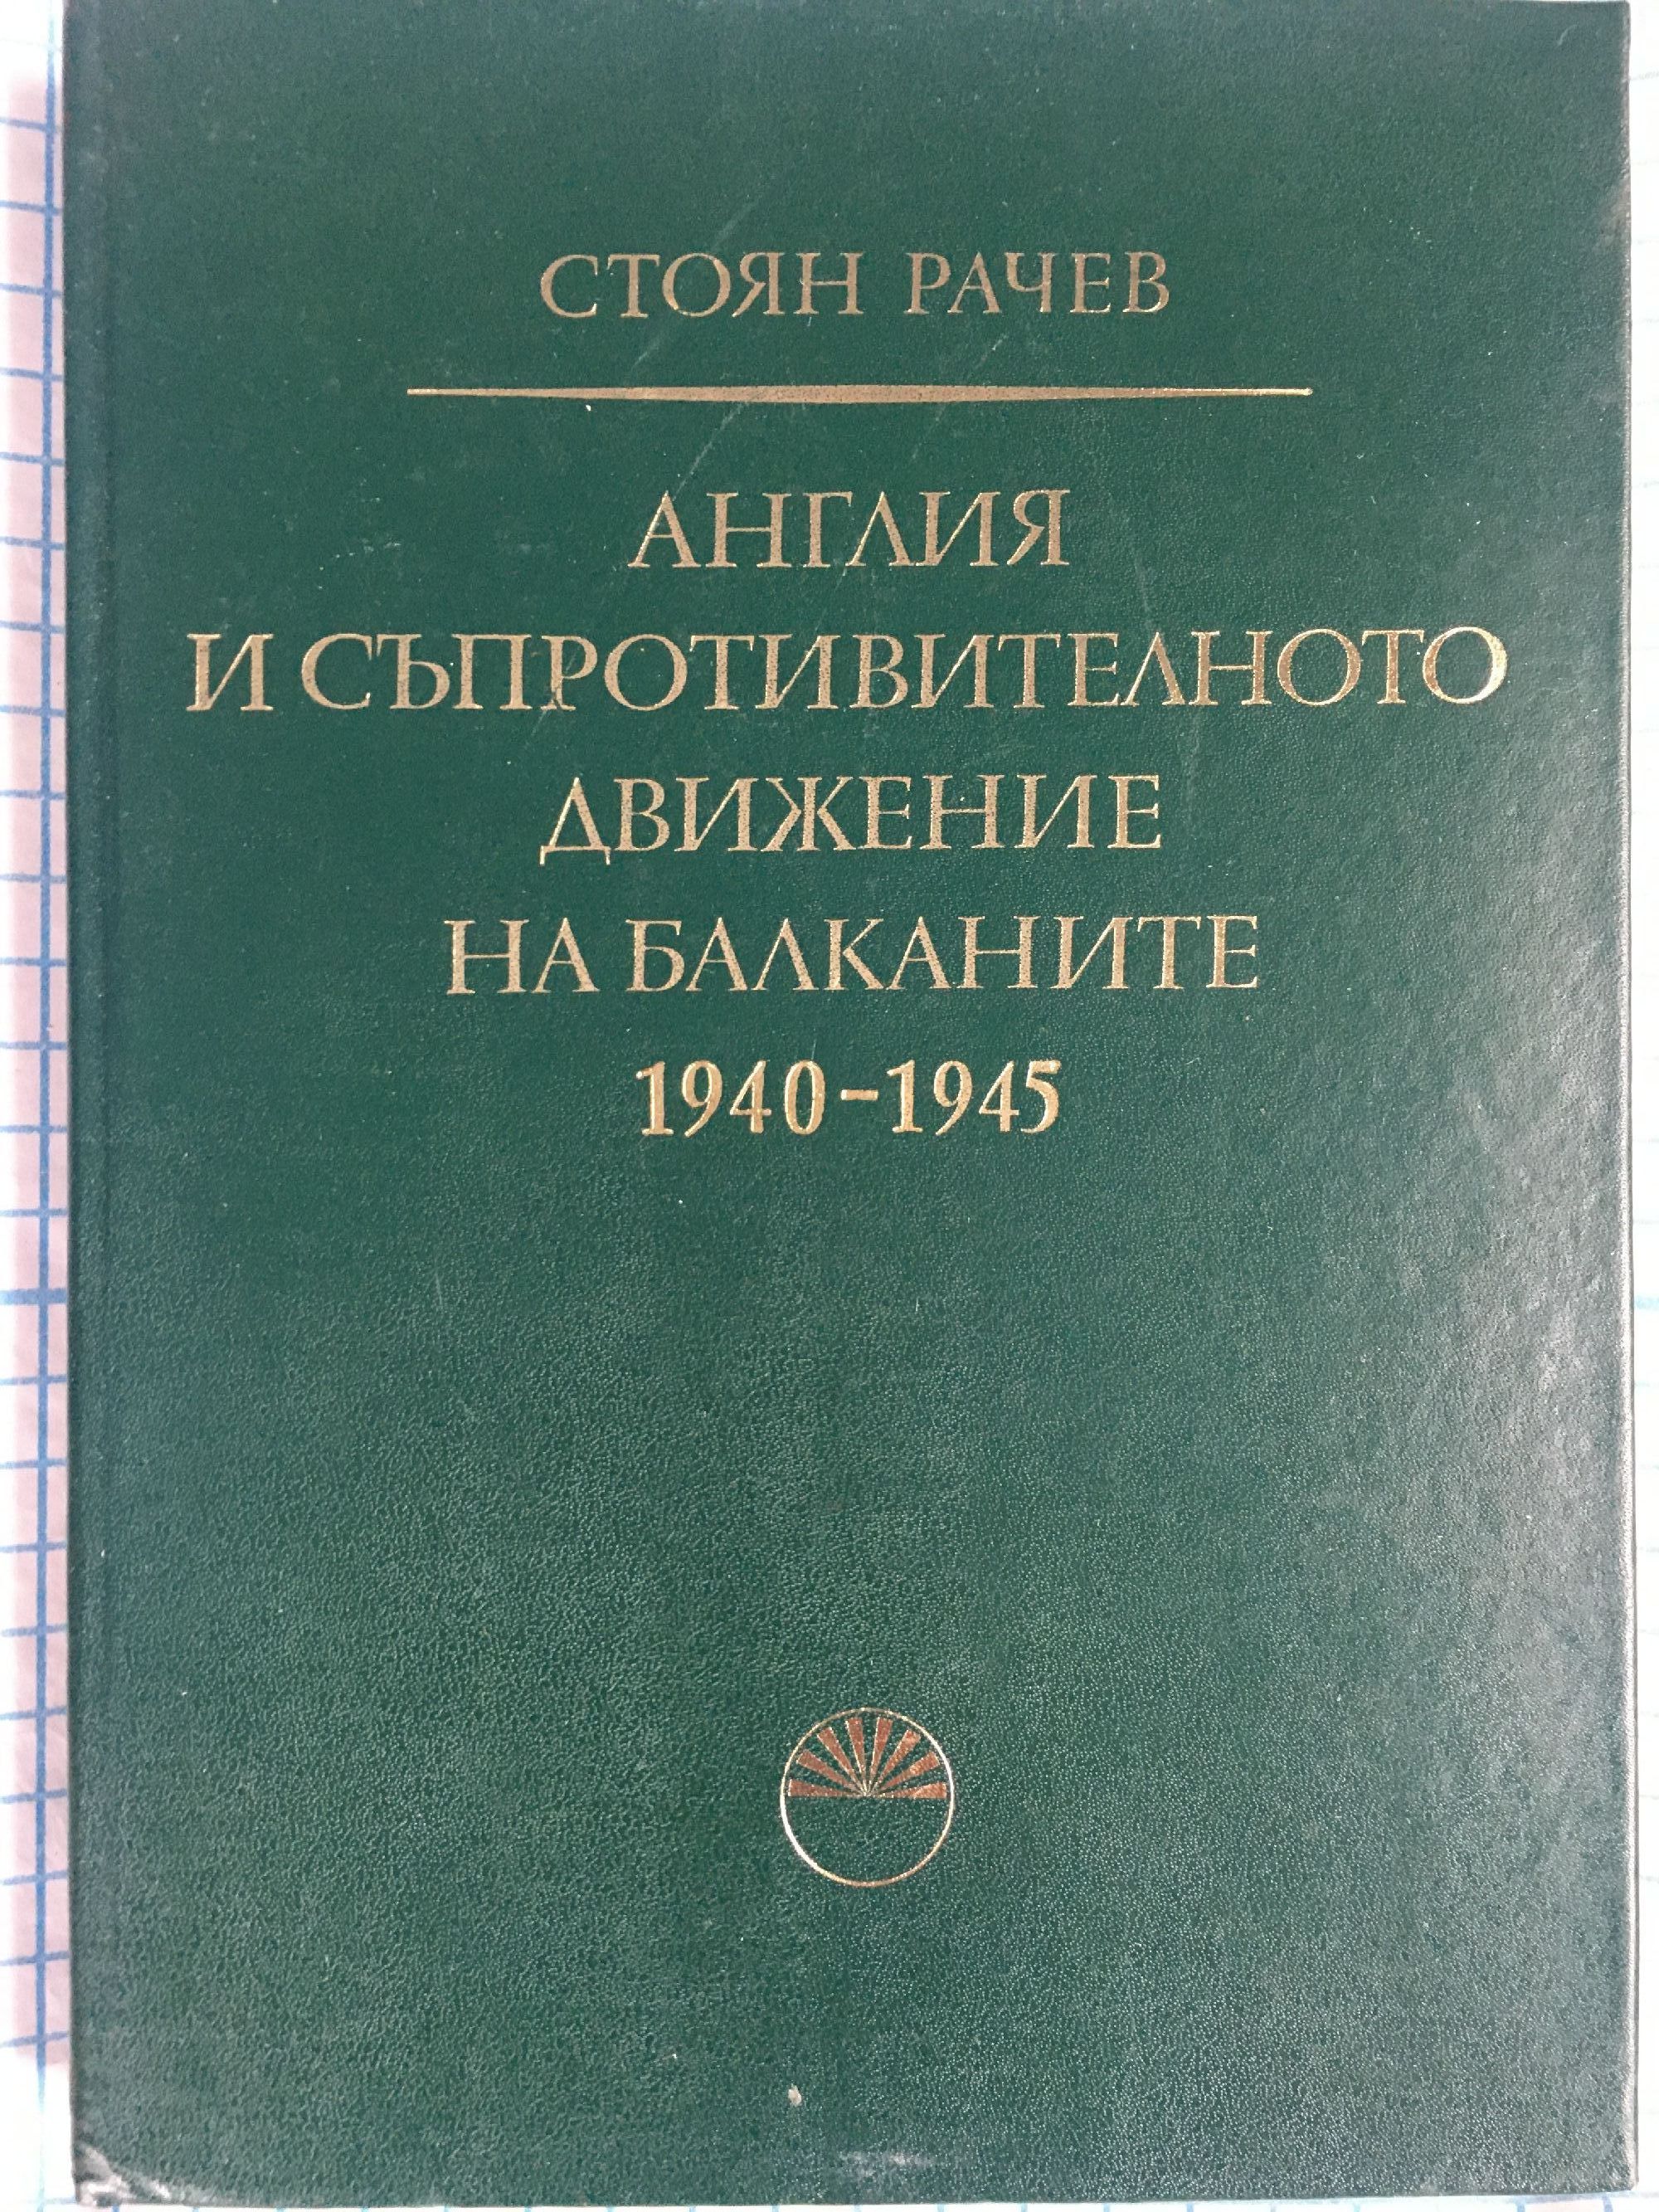 СТОЯН РАЧЕВ
АНГЛИЯ
И СЪПРОТИВИТЕЛНОТО
ДВИЖЕНИЕ
НА БАЛКАНИТЕ
1940-1945